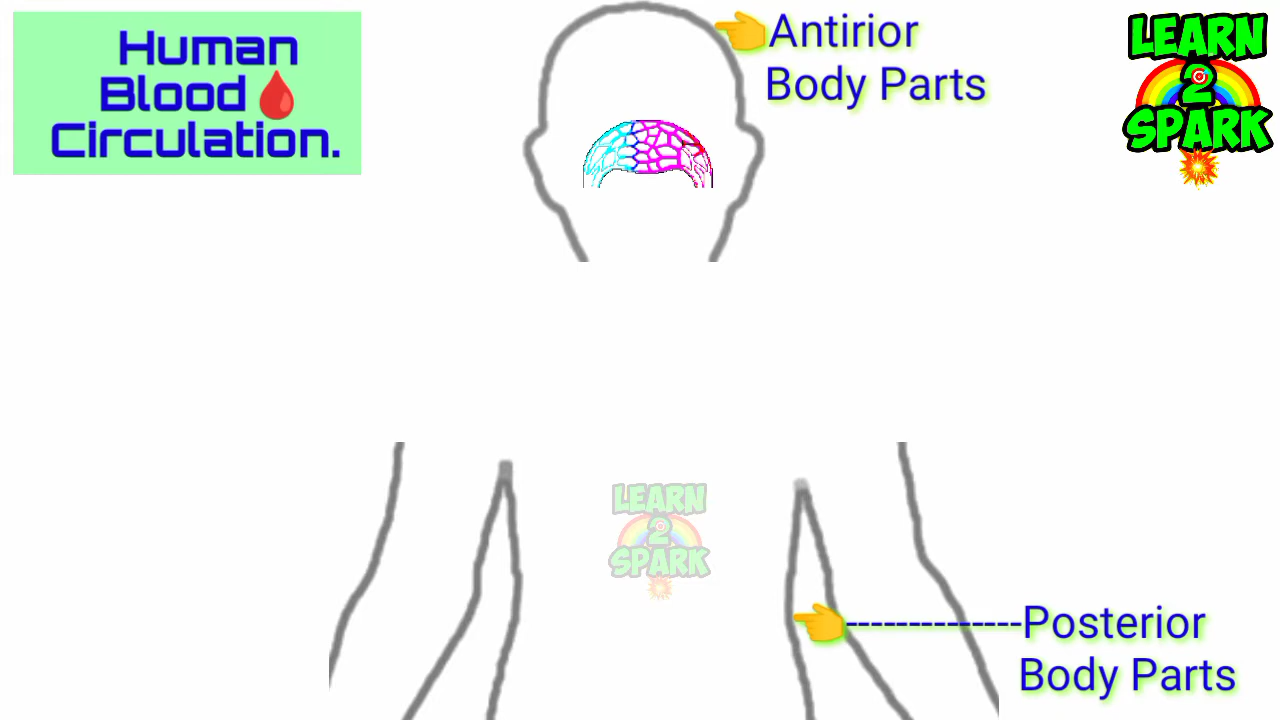 Human
Blood
Circulation.
Antirior
Body Parts
LEARN
2
SPARK
LEARN
2
SPARK
--------------Posterior
Body Parts